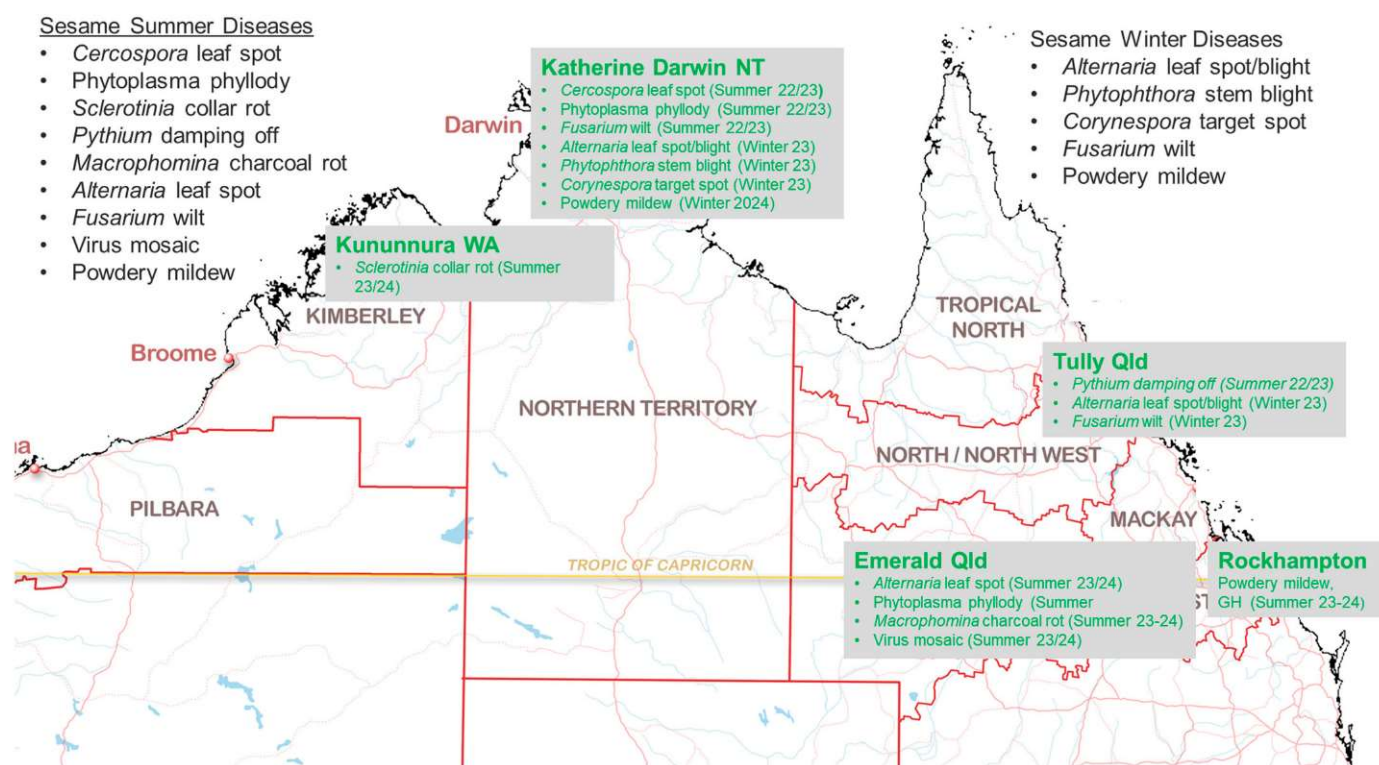 Sesame Summer Diseases
• Cercospora leaf spot
• Phytoplasma phyllody
• Sclerotinia collar rot
• Pythium damping off
• Macrophomina charcoal rot
• Alternaria leaf spot
• Fusarium wilt
• Virus mosaic
• Powdery mildew
Sesame Winter Diseases
• Alternaria leaf spot/blight
• Phytophthora stem blight
• Corynespora target spot
• Fusarium wilt
• Powdery mildew
Katherine Darwin NT
• Cercospora leaf spot (Summer 22/23)
• Phytoplasma phyllody (Summer 22/23)
• Fusarium wilt (Summer 22/23)
• Alternaria leaf spot/blight (Winter 23)
• Phytophthora stem blight (Winter 23)
• Corynespora target spot (Winter 23)
• Powdery mildew (Winter 2024)
Darwin
Kununnura WA
• Sclerotinia collar rot (Summer
23/24)
KIMBERLEY
Broome
TROPICAL
NORTH
Tully Qld
• Pythium damping off (Summer 22/23)
• Alternaria leaf spot/blight (Winter 23)
• Fusarium wilt (Winter 23)
NORTHERN TERRITORY
NORTH / NORTH WEST
PILBARA
MACKAY
TROPIC OF CAPRICORN
Emerald Qld
• Alternaria leaf spot (Summer 23/24)
• Phytoplasma phyllody (Summer
• Macrophomina charcoal rot (Summer 23-24)
• Virus mosaic (Summer 23/24)
Rockhampton
Powdery mildew,
GH (Summer 23-24)